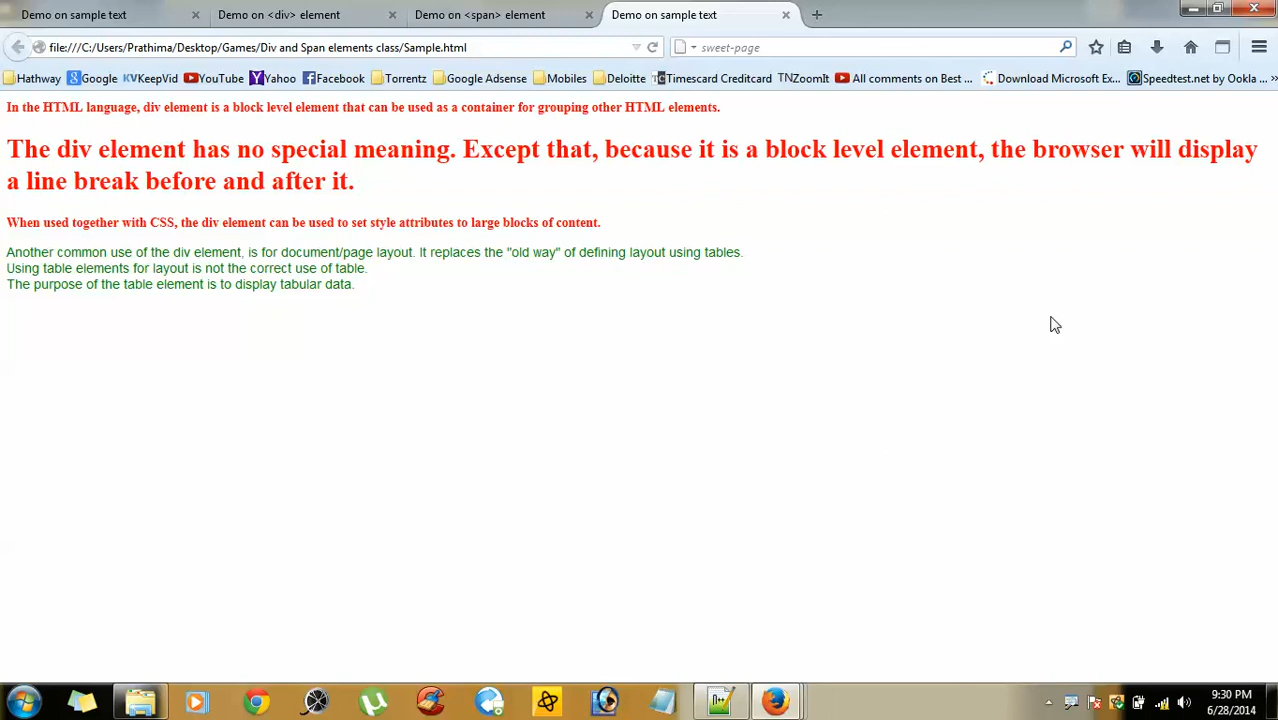 Demo on sample text
Demo on <div> element
Demo on <span> element
Demo on sample text
file:///C:/Users/Prathima/Desktop/Games/Div and Span elements class/Sample.html
sweet-page
Hathway
Google
KVKeepVid
YouTube
Yahoo
Facebook
Torrentz
Google Adsense
Mobiles
Deloitte
TC Timescard Creditcard
TNZoomIt
All comments on Best ...
Download Microsoft Ex...
Speedtest.net by Ookla ...
In the HTML language, div element is a block level element that can be used as a container for grouping other HTML elements.
The div element has no special meaning. Except that, because it is a block level element, the browser will display
a line break before and after it.
When used together with CSS, the div element can be used to set style attributes to large blocks of content.
Another common use of the div element, is for document/page layout. It replaces the "old way" of defining layout using tables.
Using table elements for layout is not the correct use of table.
The purpose of the table element is to display tabular data.
9:30 PM
6/28/2014